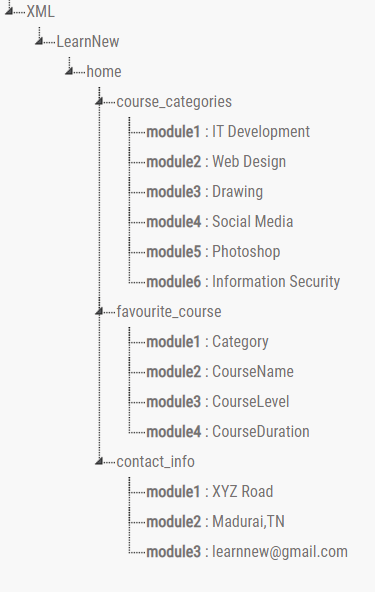 XML
LearnNew
home
course_categories
module1 : IT Development
module2 : Web Design
module3 : Drawing
module4 : Social Media
module5 : Photoshop
module6 : Information Security
favourite_course
module1 : Category
module2 : CourseName
module3 : CourseLevel
module4 : CourseDuration
contact_info
module1 : XYZ Road
module2 : Madurai,TN
module3 : learnnew@gmail.com